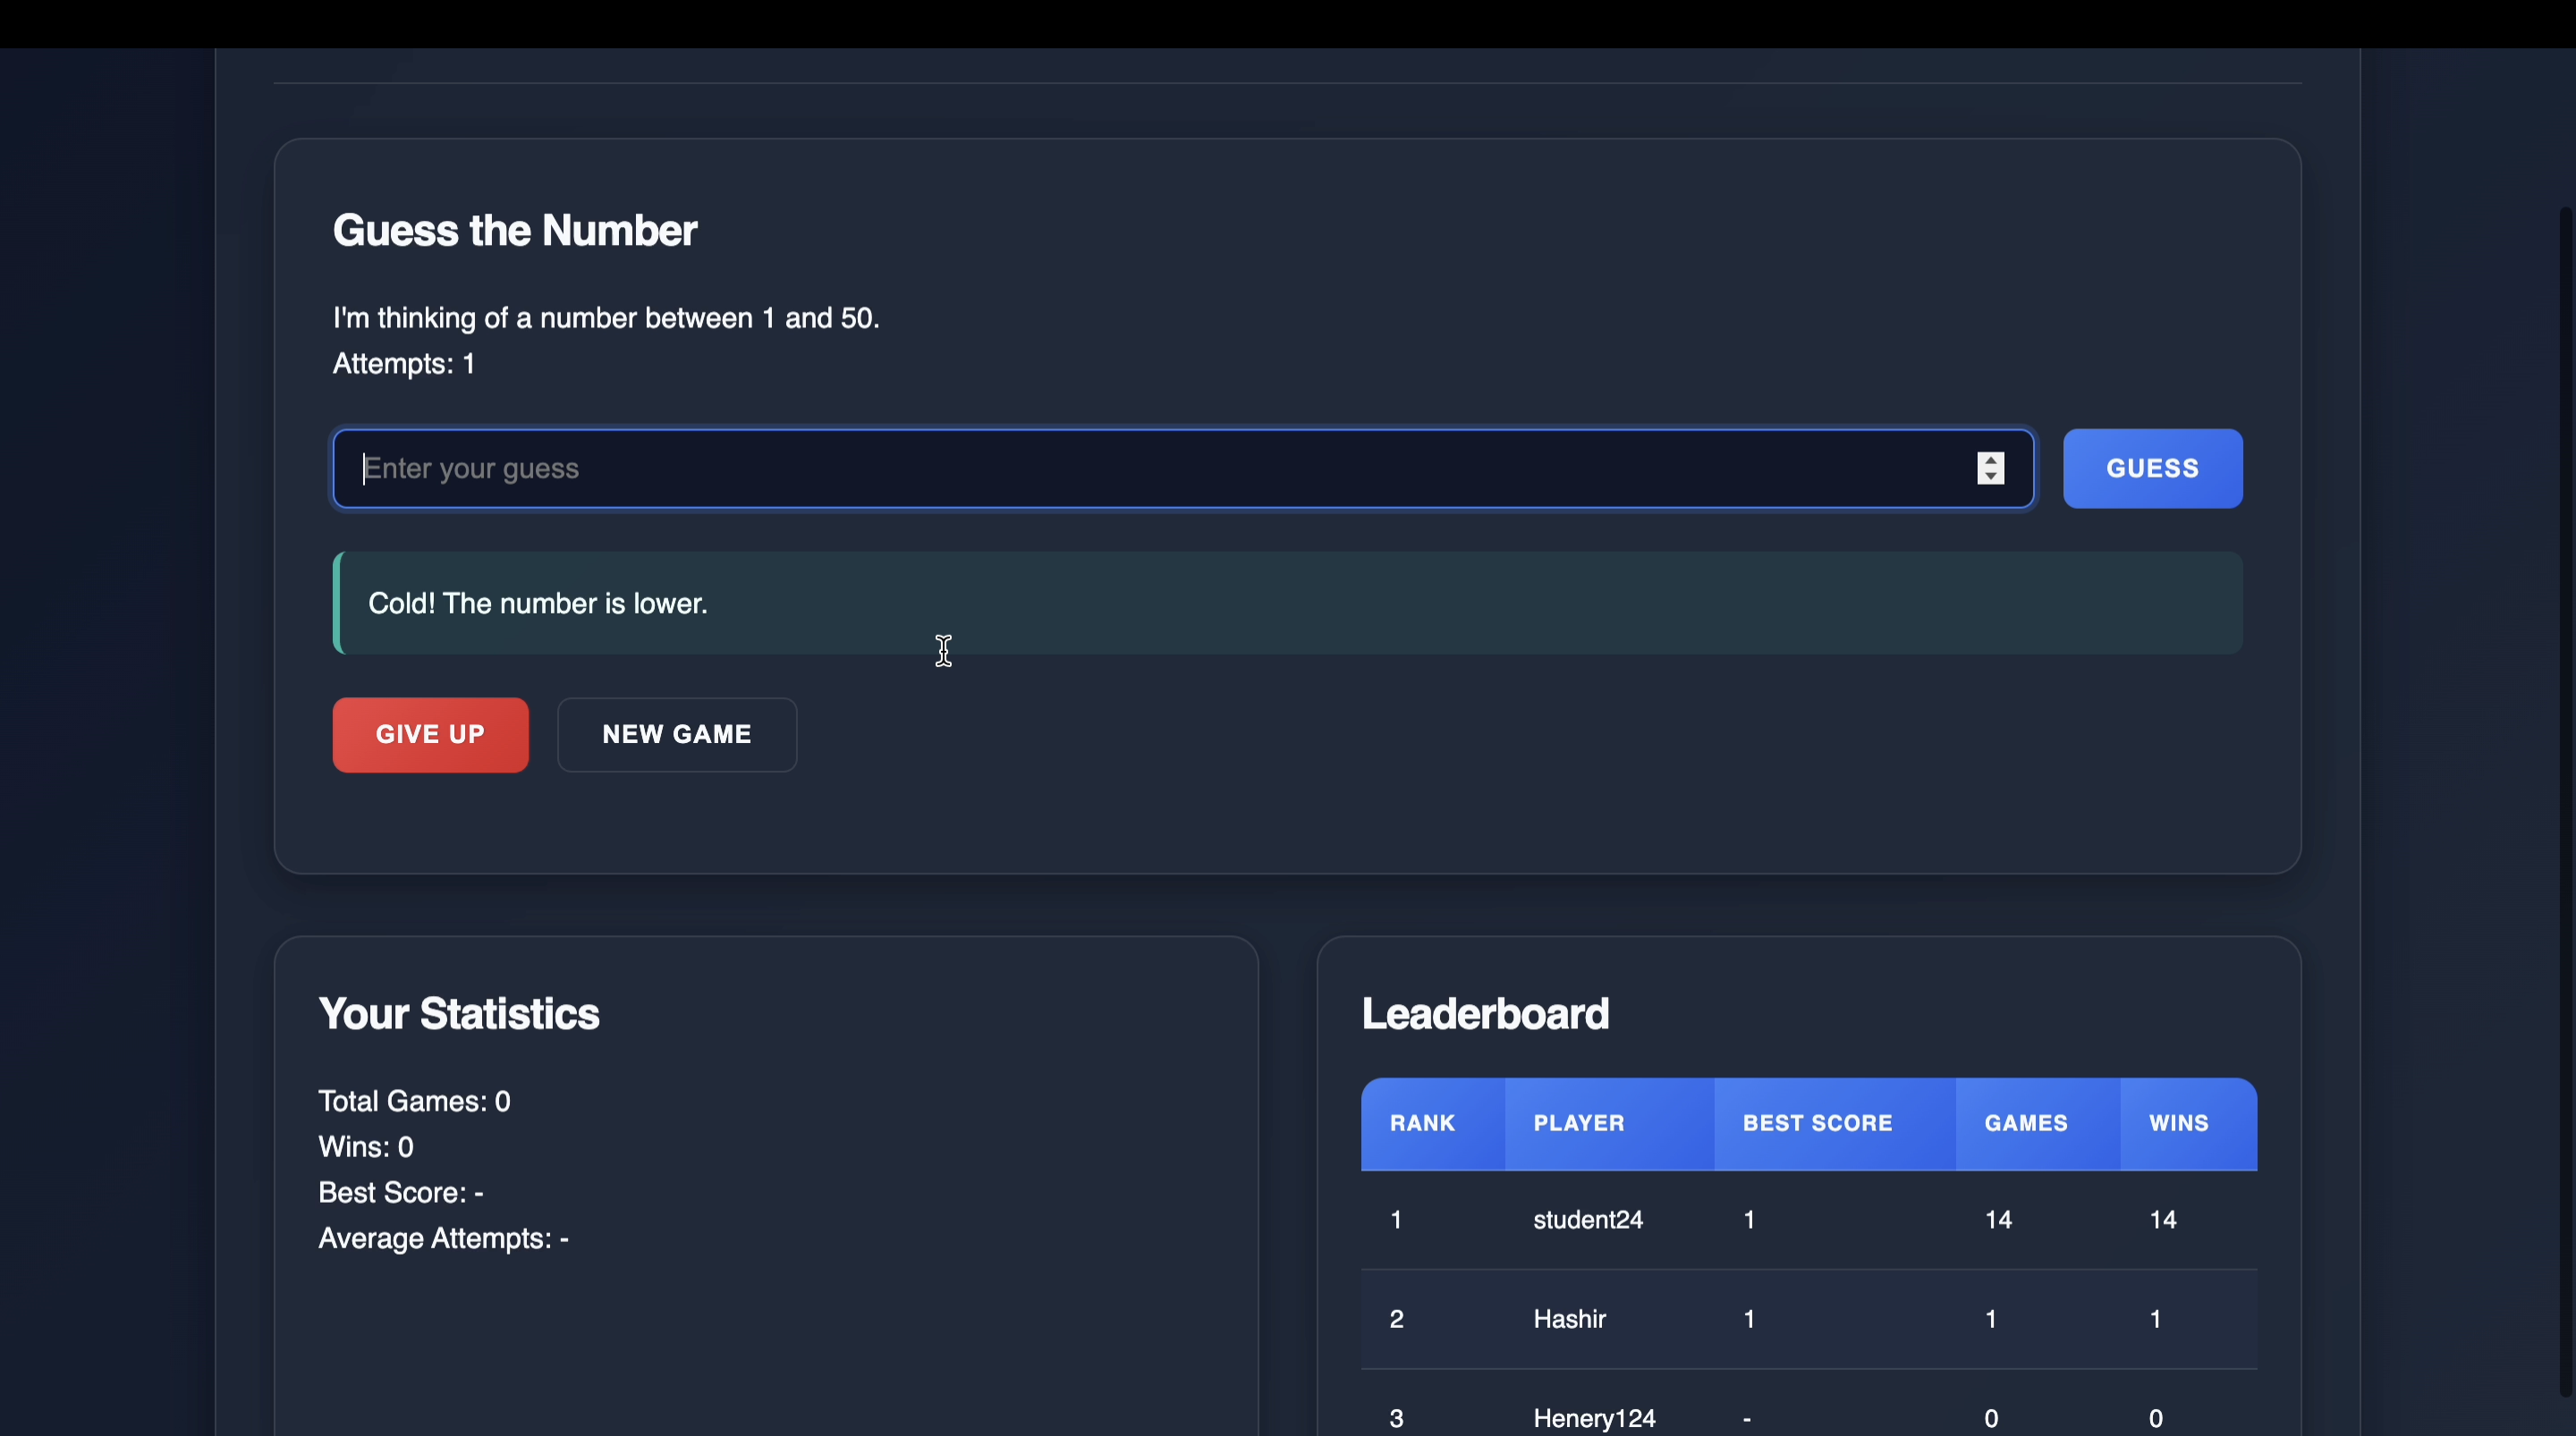 Guess the Number
I'm thinking of a number between 1 and 50.
Attempts: 1
Enter your guess
GUESS
Cold! The number is lower.
GIVE UP
NEW GAME
Your Statistics
Total Games: 0
Wins: 0
Best Score: -
Average Attempts: -
Leaderboard
RANK PLAYER BEST SCORE GAMES WINS
1 student24 1 14 14
2 Hashir 1 1 1
3 Henery124 - 0 0